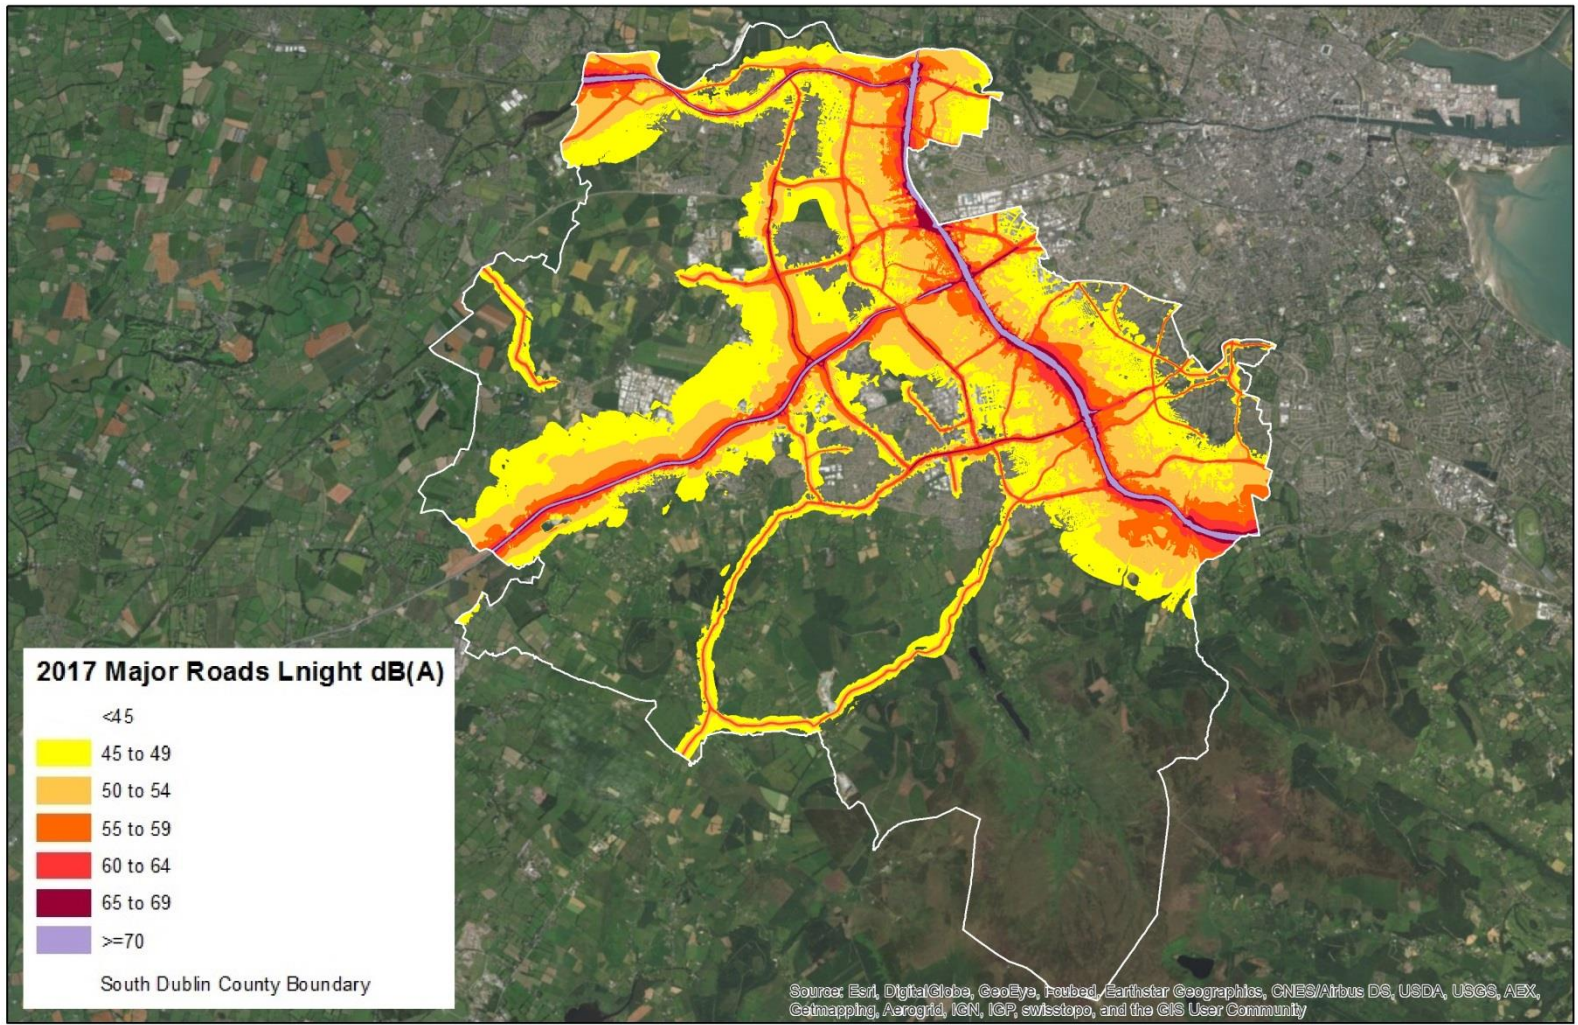 2017 Major Roads Lnight dB(A)
<45
45 to 49
50 to 54
55 to 59
60 to 64
65 to 69
>=70
South Dublin County Boundary
Source: Esri, DigitalGlobe, GeoEye, i-cubed, Earthstar Geographics, CNES/Airbus DS, USDA, USGS, AEX,
Getmapping, Aerogrid, IGN, IGP, swisstopo, and the GIS User Community